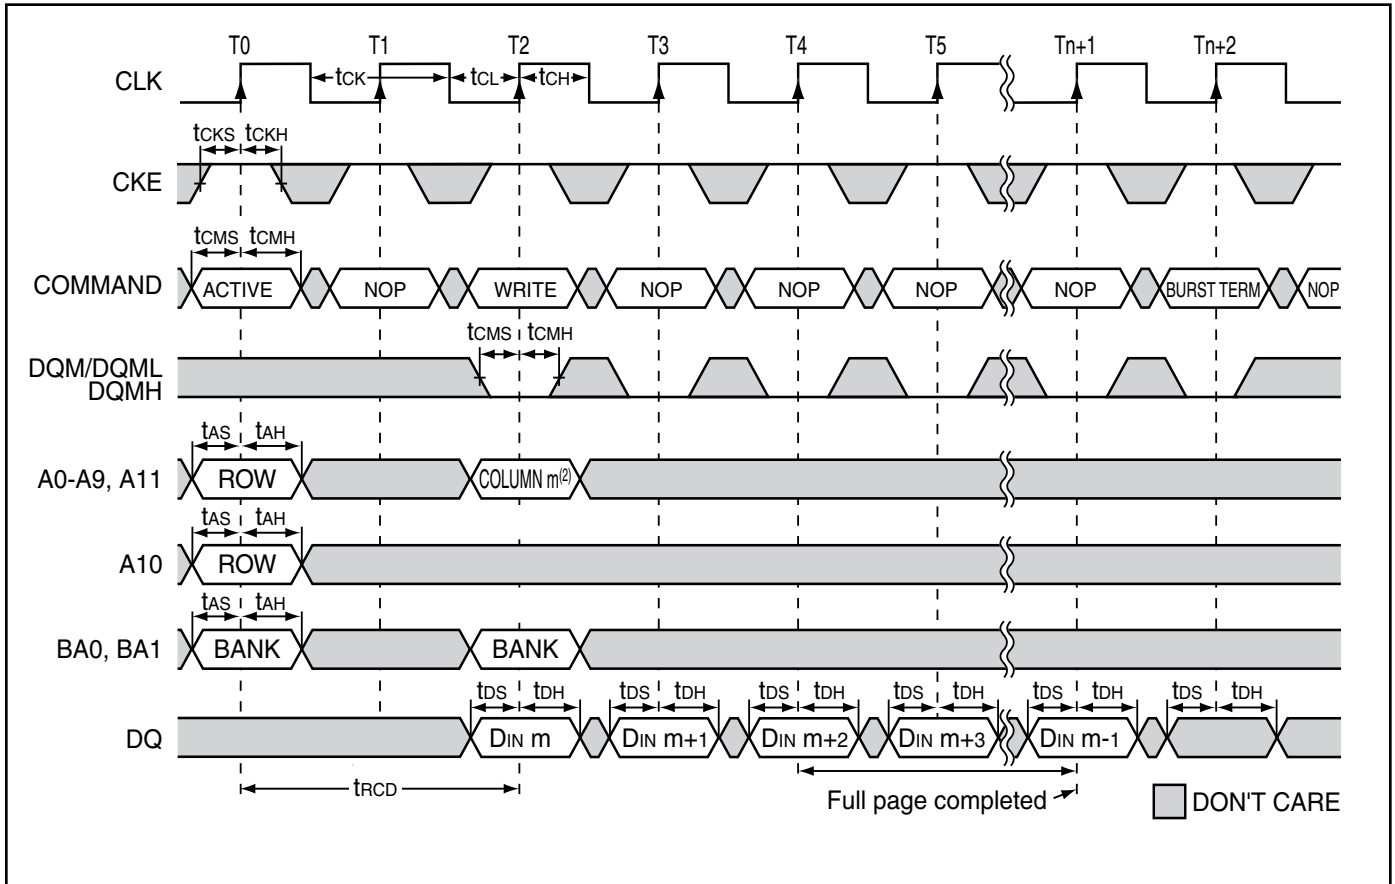 T0 T1 T2 T3 T4 T5 Tn+1 Tn+2
CLK tCK tCL tCH
tCKS tCKH
CKE
tCMS tCMH
COMMAND ACTIVE NOP WRITE NOP NOP NOP NOP BURST TERM NOP
tCMS tCMH
DQM/DQML
DQMH
tAS tAH
A0-A9, A11 ROW COLUMN m(2)
tAS tAH
A10 ROW
tAS tAH
BA0, BA1 BANK BANK
tDS tDH tDS tDH tDS tDH tDS tDH tDS tDH tDS tDH
DQ DIN m DIN m+1 DIN m+2 DIN m+3 DIN m-1
tRCD
Full page completed DON'T CARE